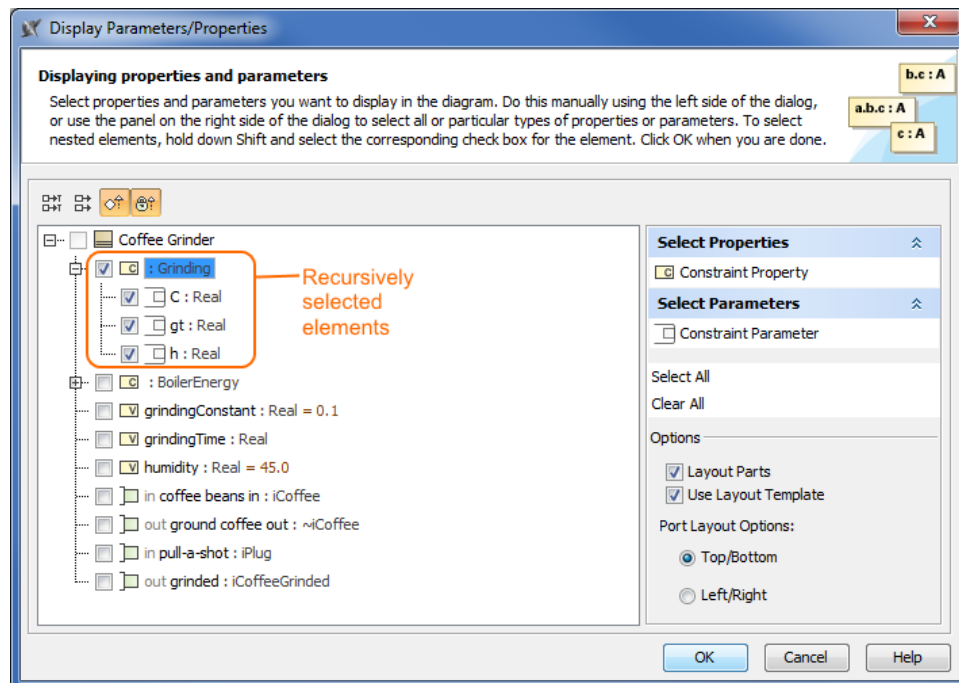 Display Parameters/Properties
Displaying properties and parameters
Select properties and parameters you want to display in the diagram. Do this manually using the left side of the dialog,
or use the panel on the right side of the dialog to select all or particular types of properties or parameters. To select
nested elements, hold down Shift and select the corresponding check box for the element. Click OK when you are done.
b.c : A
a.b.c : A
c : A
Coffee Grinder
C : Grinding
C : Real
gt : Real
h : Real
Recursively
selected
elements
C : BoilerEnergy
V grindingConstant : Real = 0.1
V grindingTime : Real
V humidity : Real = 45.0
in coffee beans in : iCoffee
out ground coffee out : ~iCoffee
in pull-a-shot : iPlug
out grinded : iCoffeeGrinded
Select Properties
C Constraint Property
Select Parameters
Constraint Parameter
Select All
Clear All
Options
Layout Parts
Use Layout Template
Port Layout Options:
Top/Bottom
Left/Right
OK Cancel Help